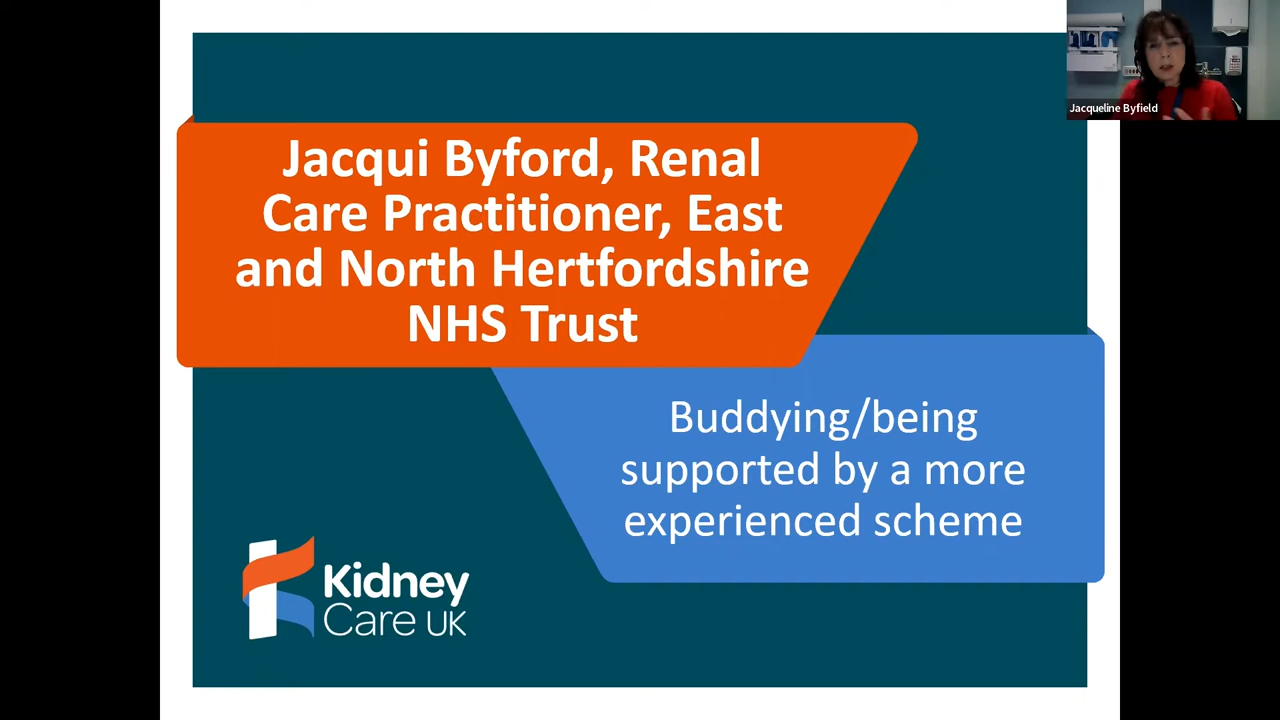 Jacqueline Byfield
Jacqui Byford, Renal
Care Practitioner, East
and North Hertfordshire
NHS Trust
Buddying/being
supported by a more
experienced scheme
Kidney
Care UK